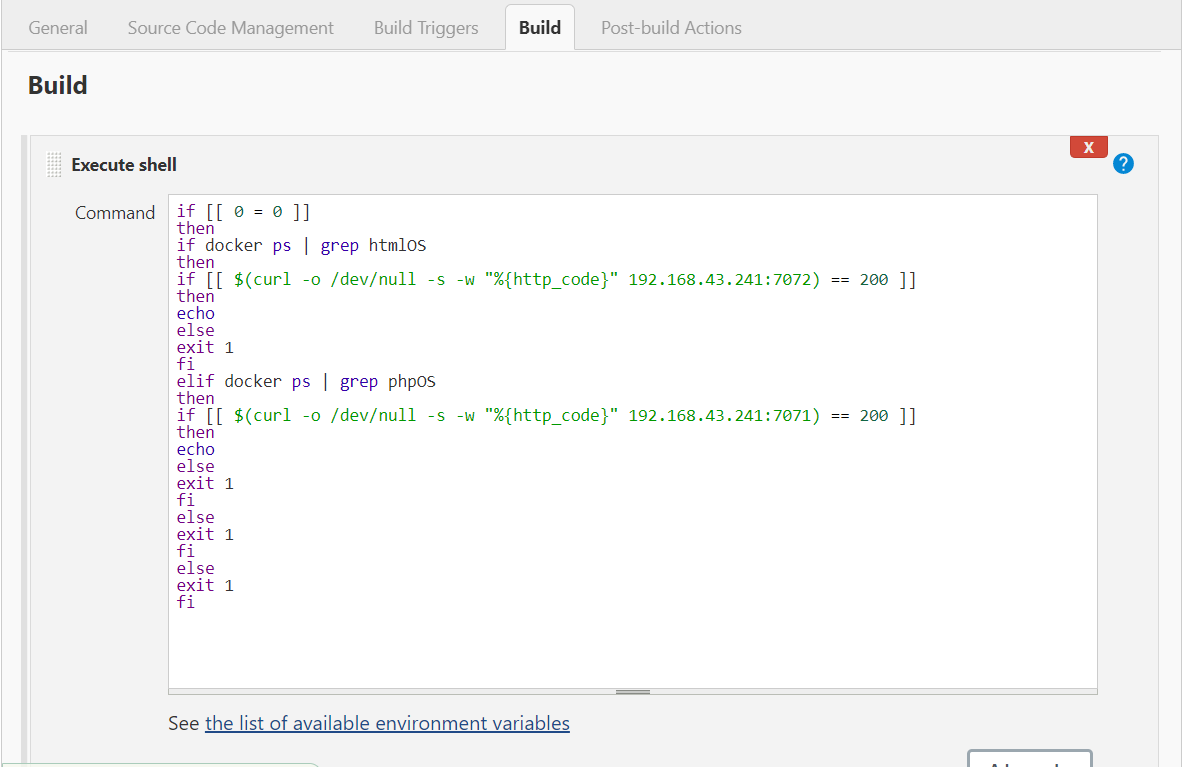 General Source Code Management Build Triggers Build Post-build Actions
Build
Execute shell
X
?
Command
if [[ 0 = 0 ]]
then
if docker ps | grep htmlOS
then
if [[ $(curl -o /dev/null -s -w "%{http_code}" 192.168.43.241:7072) == 200 ]]
then
echo
else
exit 1
fi
elif docker ps | grep phpOS
then
if [[ $(curl -o /dev/null -s -w "%{http_code}" 192.168.43.241:7071) == 200 ]]
then
echo
else
exit 1
fi
else
exit 1
fi
else
exit 1
fi
See the list of available environment variables